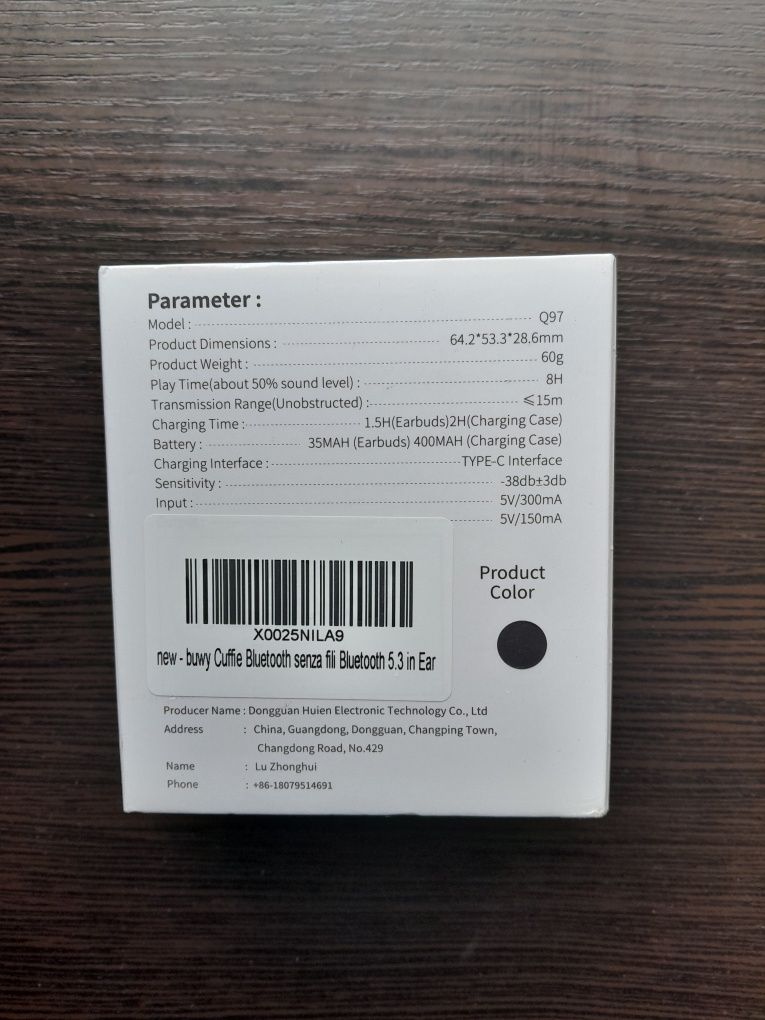 Parameter :
Model : Q97
Product Dimensions : 64.2*53.3*28.6mm
Product Weight : 60g
Play Time(about 50% sound level) : 8H
Transmission Range(Unobstructed) : ≤15m
Charging Time : 1.5H(Earbuds)2H(Charging Case)
Battery : 35MAH (Earbuds) 400MAH (Charging Case)
Charging Interface : TYPE-C Interface
Sensitivity : -38db±3db
Input : 5V/300mA
5V/150mA
X0025NILA9
new - buwy Cuffie Bluetooth senza fili Bluetooth 5.3 in Ear
Product
Color
Producer Name : Dongguan Huien Electronic Technology Co., Ltd
Address : China, Guangdong, Dongguan, Changping Town,
Changdong Road, No.429
Name : Lu Zhonghui
Phone : +86-18079514691